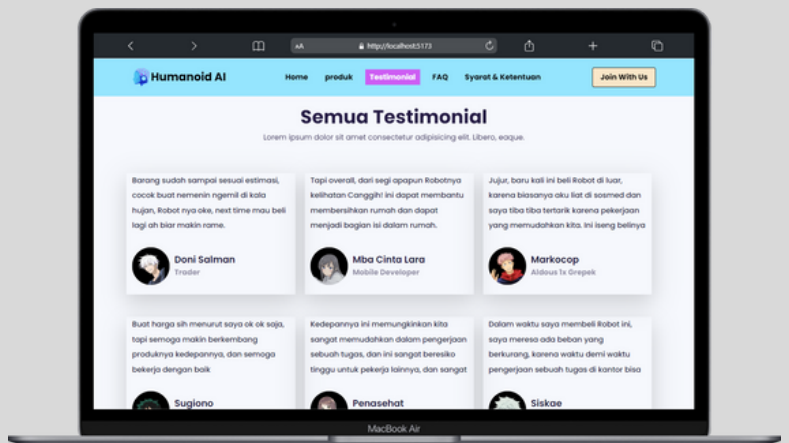 AA http://localhost:5173
Humanoid AI Home produk Testimonial FAQ Syarat & Ketentuan Join With Us
Semua Testimonial
Lorem ipsum dolor sit amet consectetur adipisicing elit. Libero, eaque.
Barang sudah sampai sesuai estimasi,
cocok buat nemenin ngemil di kala
hujan, Robot nya oke, next time mau beli
lagi ah biar makin rame.
Doni Salman
Trader
Tapi overall, dari segi apapun Robotnya
kelihatan Canggih! ini dapat membantu
membersihkan rumah dan dapat
menjadi bagian isi dalam rumah.
Mba Cinta Lara
Mobile Developer
Jujur, baru kali ini beli Robot di luar,
karena biasanya aku liat di sosmed dan
saya tiba tiba tertarik karena pekerjaan
yang memudahkan kita. Ini iseng belinya
Markocop
Aldous 1x Grepek
Buat harga sih menurut saya ok ok saja,
tapi semoga makin berkembang
produknya kedepannya, dan semoga
bekerja dengan baik
Sugiono
Kedepannya ini memungkinkan kita
sangat memudahkan dalam pengerjaan
sebuah tugas, dan ini sangat beresiko
tinggu untuk pekerja lainnya, dan sangat
Penasehat
Dalam waktu saya membeli Robot ini,
saya meresa ada beban yang
berkurang, karena waktu demi waktu
pengerjaan sebuah tugas di kantor bisa
Siskae
MacBook Air